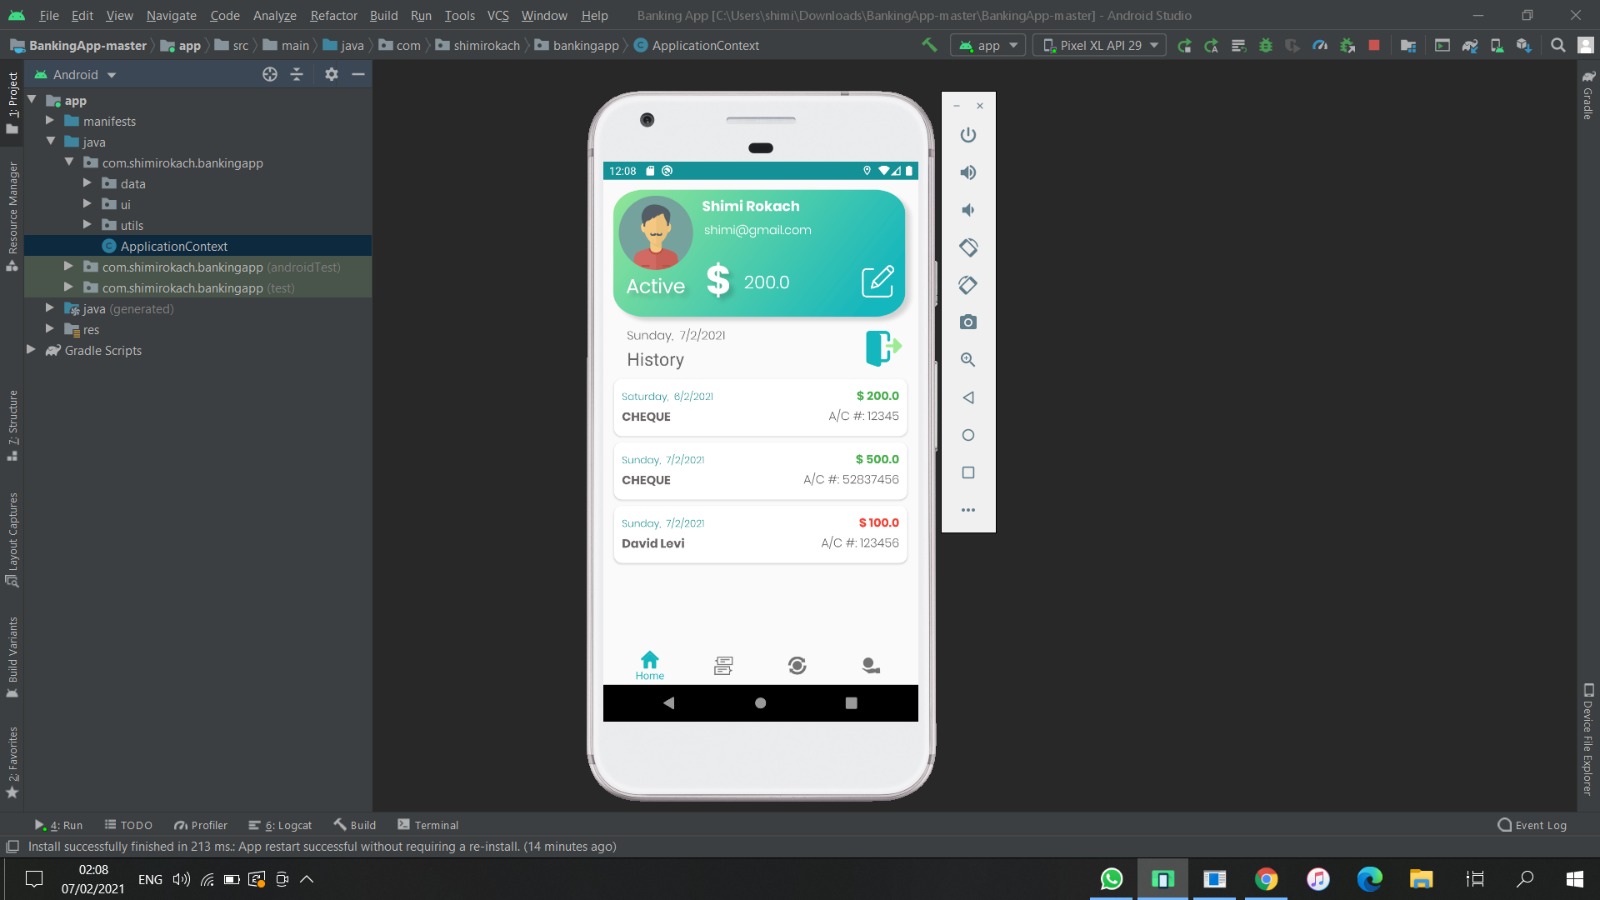 File Edit View Navigate Code Analyze Refactor Build Run Tools VCS Window Help Banking App [C:\Users\shimi\Downloads\BankingApp-master\BankingApp-master] - Android Studio
BankingApp-master app src main java com shimirokach bankingapp ApplicationContext app Pixel XL API 29
Android
app
manifests
java
com.shimirokach.bankingapp
data
ui
utils
ApplicationContext
com.shimirokach.bankingapp (androidTest)
com.shimirokach.bankingapp (test)
java (generated)
res
Gradle Scripts
1: Project
Resource Manager
7: Structure
Layout Captures
Build Variants
2: Favorites
12:08
Shimi Rokach
shimi@gmail.com
Active $ 200.0
Sunday, 7/2/2021
History
Saturday, 6/2/2021 $ 200.0
CHEQUE A/C #: 12345
Sunday, 7/2/2021 $ 500.0
CHEQUE A/C #: 52837456
Sunday, 7/2/2021 $ 100.0
David Levi A/C #: 123456
Home
Gradle
Device File Explorer
4: Run TODO Profiler 6: Logcat Build Terminal Event Log
Install successfully finished in 213 ms.: App restart successful without requiring a re-install. (14 minutes ago)
02:08
07/02/2021
ENG